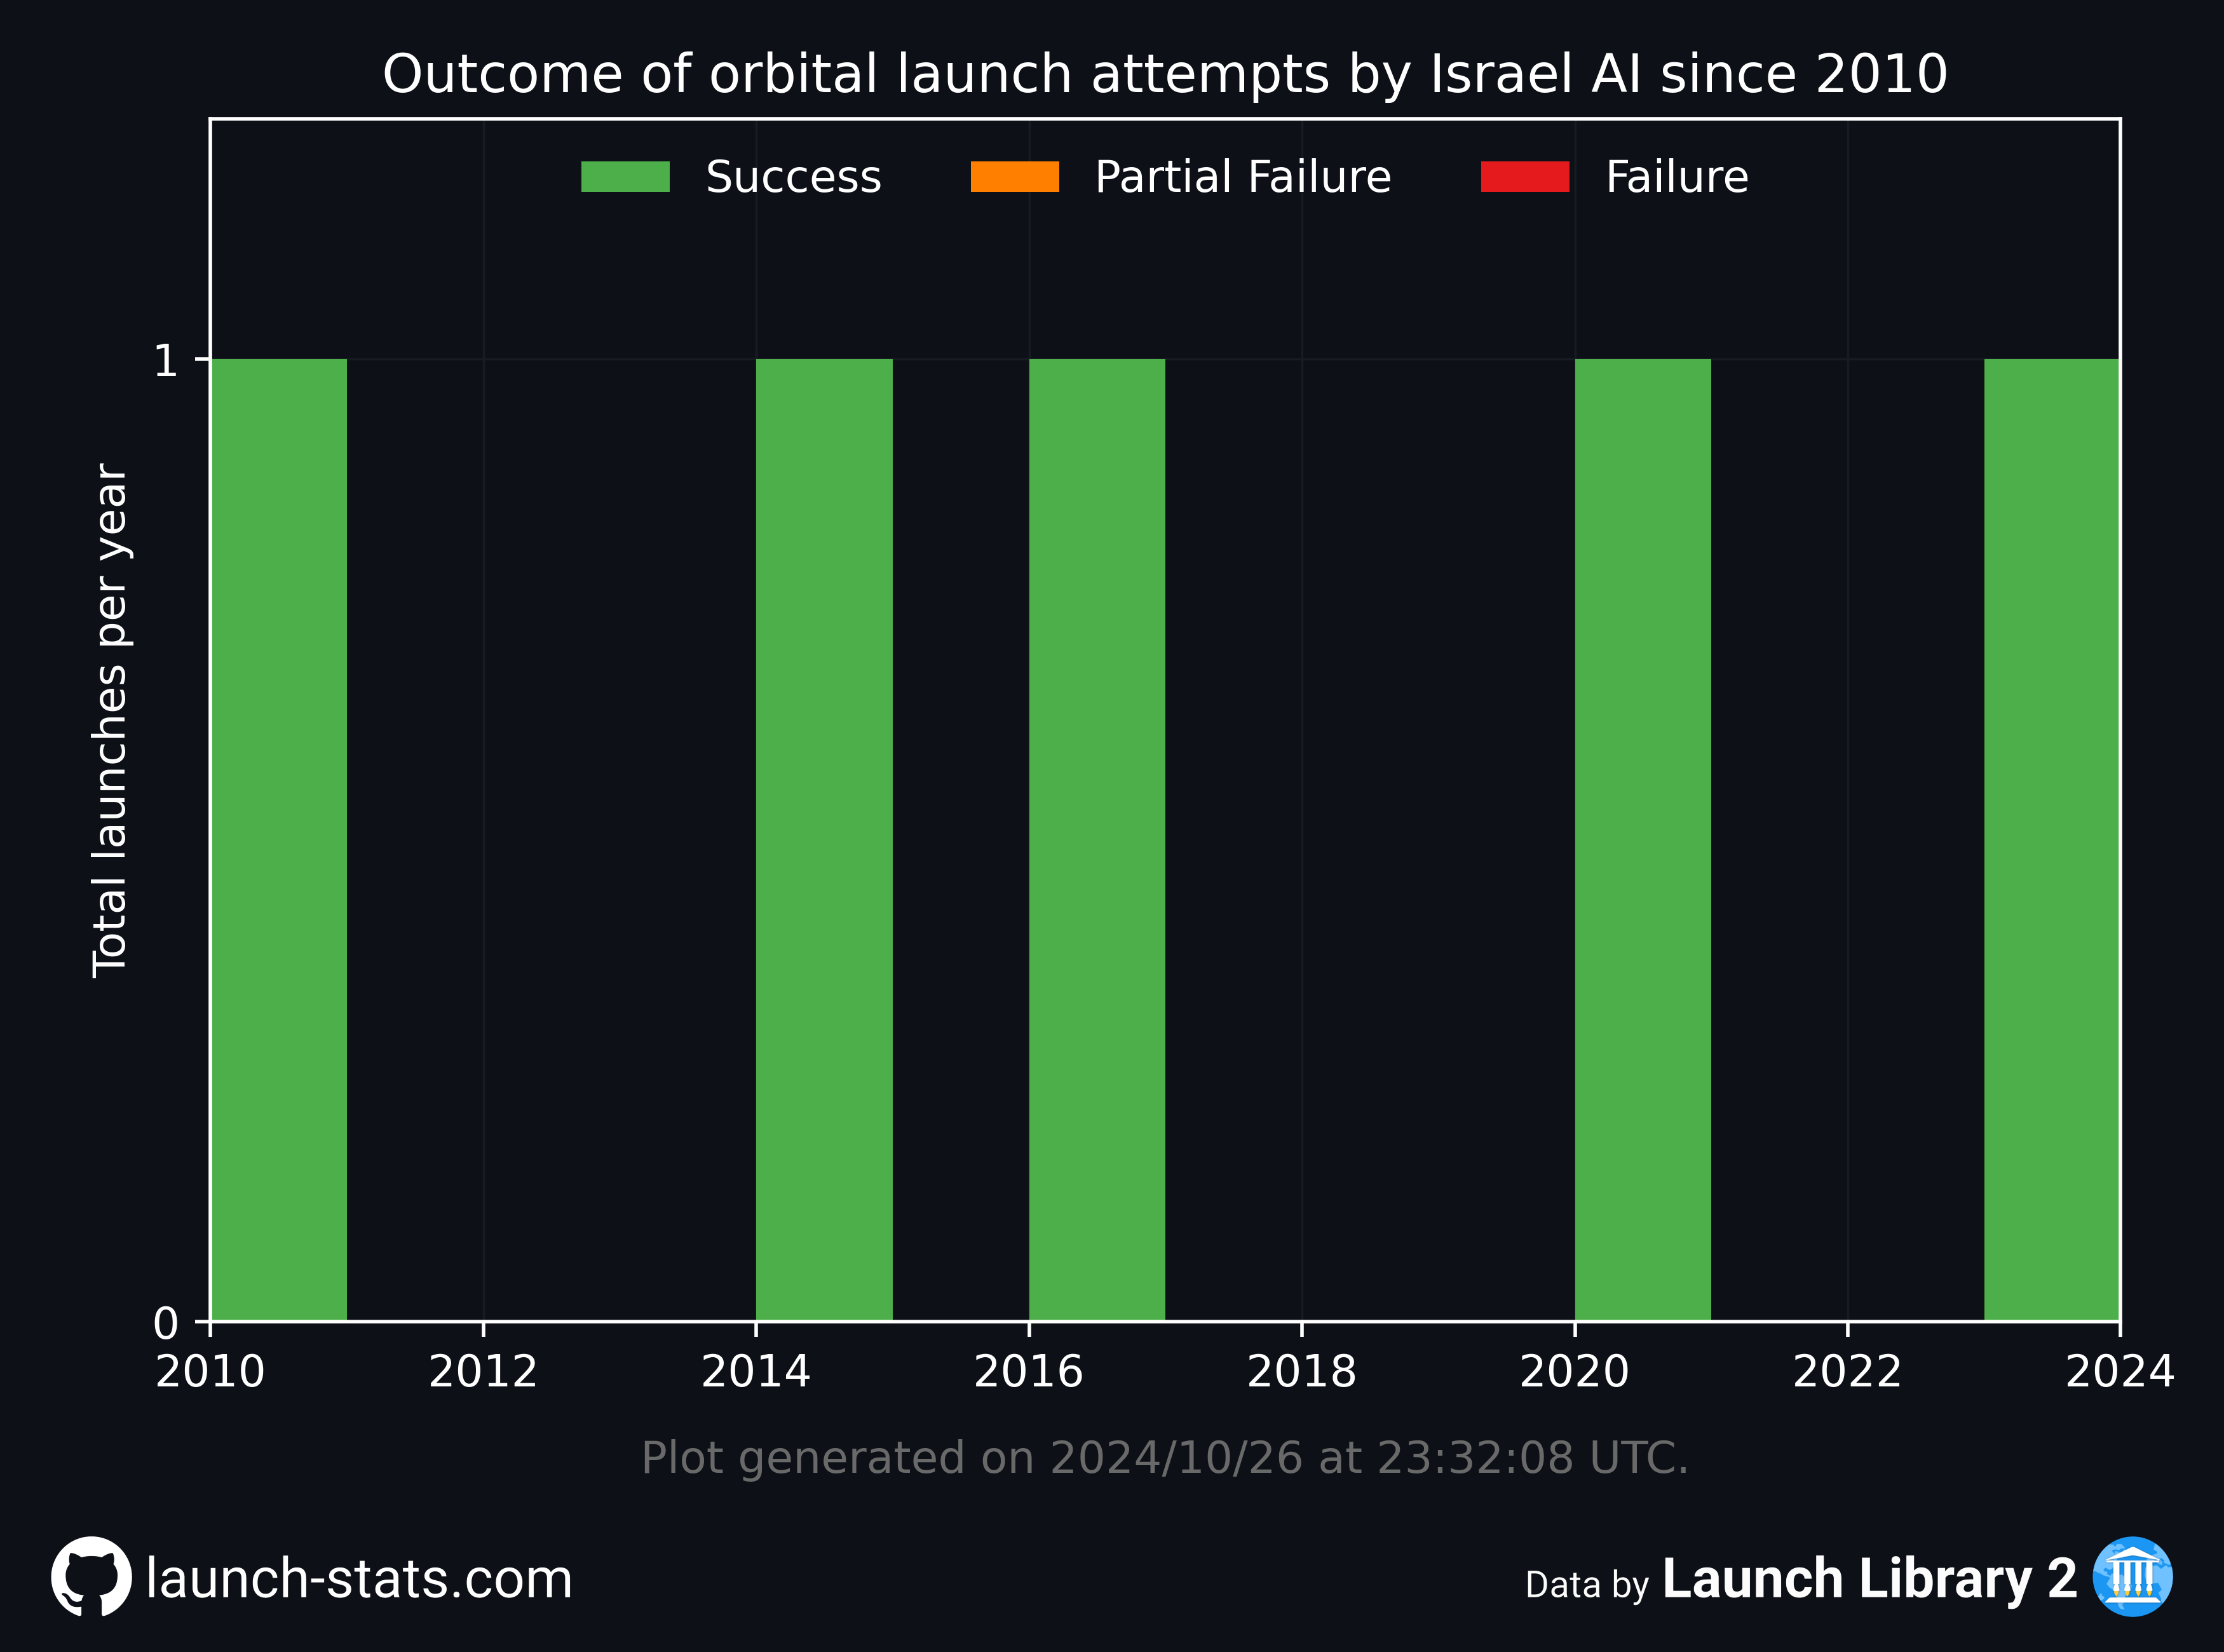 Outcome of orbital launch attempts by Israel AI since 2010
Success Partial Failure Failure
Total launches per year
1
0
2010 2012 2014 2016 2018 2020 2022 2024
Plot generated on 2024/10/26 at 23:32:08 UTC.
launch-stats.com
Data by Launch Library 2